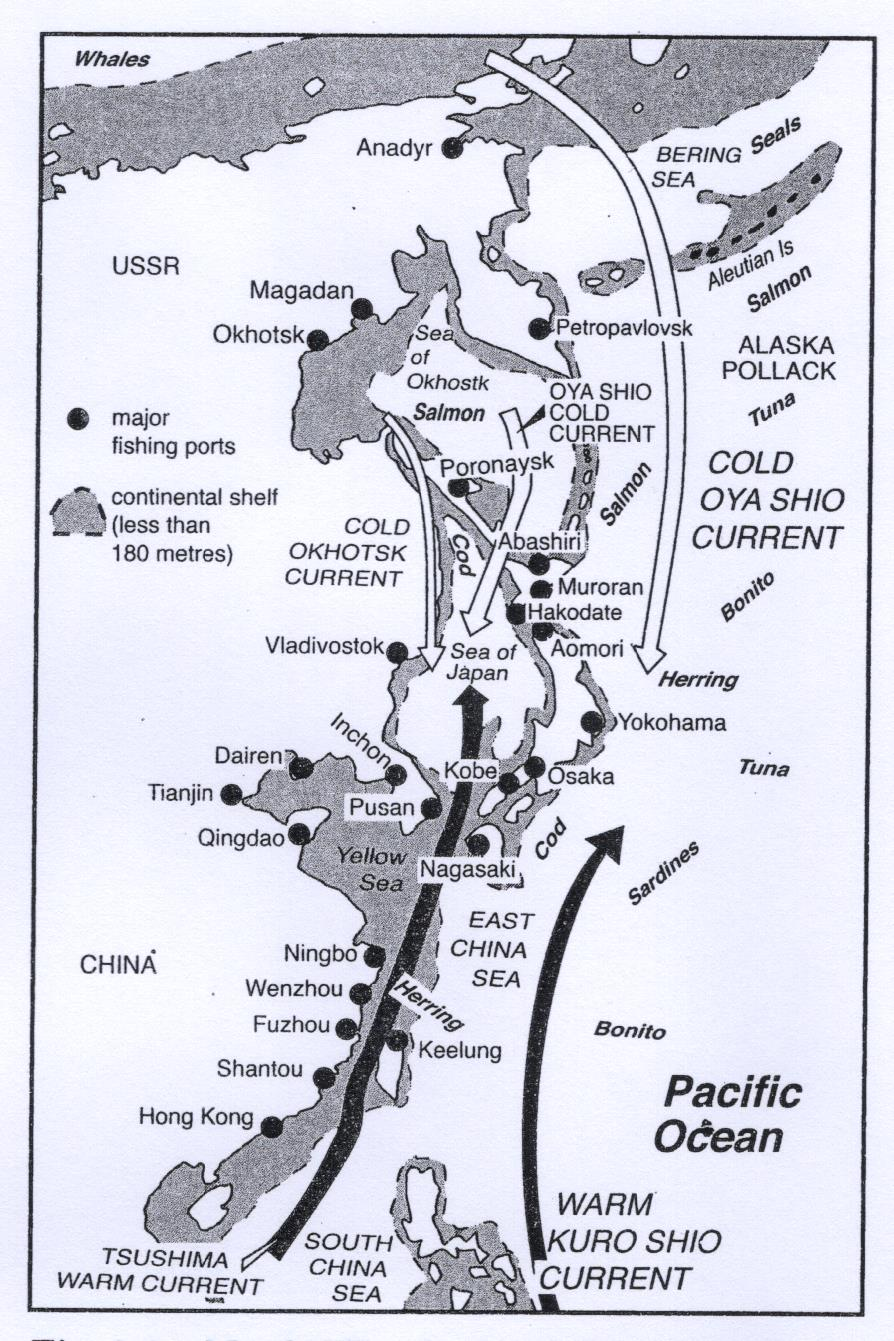 Whales
Anadyr
BERING
SEA
Seals
USSR
Aleutian Is
Salmon
Magadan
Okhotsk
Sea
of
Okhostk
Petropavlovsk
ALASKA
POLLACK
Salmon
OYA SHIO
COLD
CURRENT
Tuna
major
fishing ports
Poronaysk
Salmon
COLD
OYA SHIO
CURRENT
continental shelf
(less than
180 metres)
COLD
OKHOTSK
CURRENT
Cod
Abashiri
Muroran
Hakodate
Aomori
Bonito
Vladivostok
Sea of
Japan
Herring
Yokohama
Inchon
Dairen
Kobe
Osaka
Tuna
Tianjin
Pusan
Qingdao
Yellow
Sea
Nagasaki
Cod
Sardines
EAST
CHINA
SEA
CHINA
Ningbo
Wenzhou
Herring
Fuzhou
Keelung
Bonito
Shantou
Hong Kong
Pacific
Ocean
WARM
KURO SHIO
CURRENT
TSUSHIMA
WARM CURRENT
SOUTH
CHINA
SEA